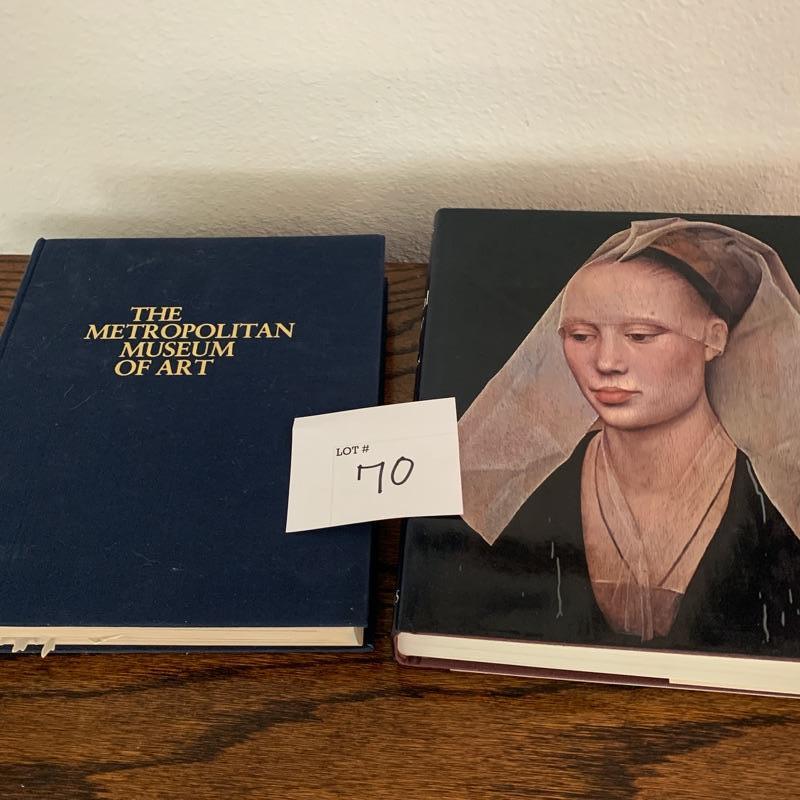 THE
METROPOLITAN
MUSEUM
OF ART
LOT #
70